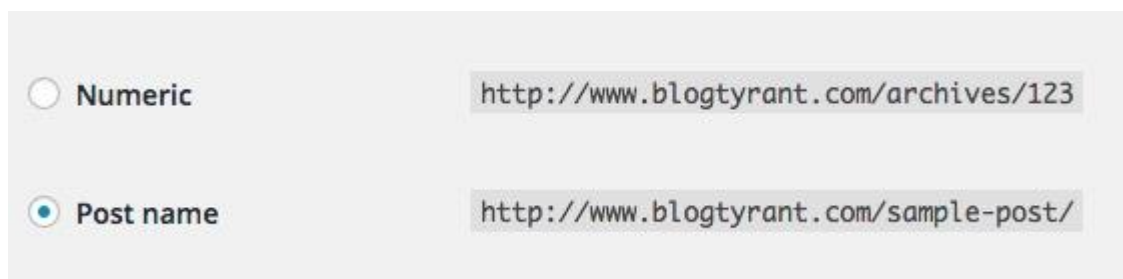 Numeric http://www.blogtyrant.com/archives/123
Post name http://www.blogtyrant.com/sample-post/